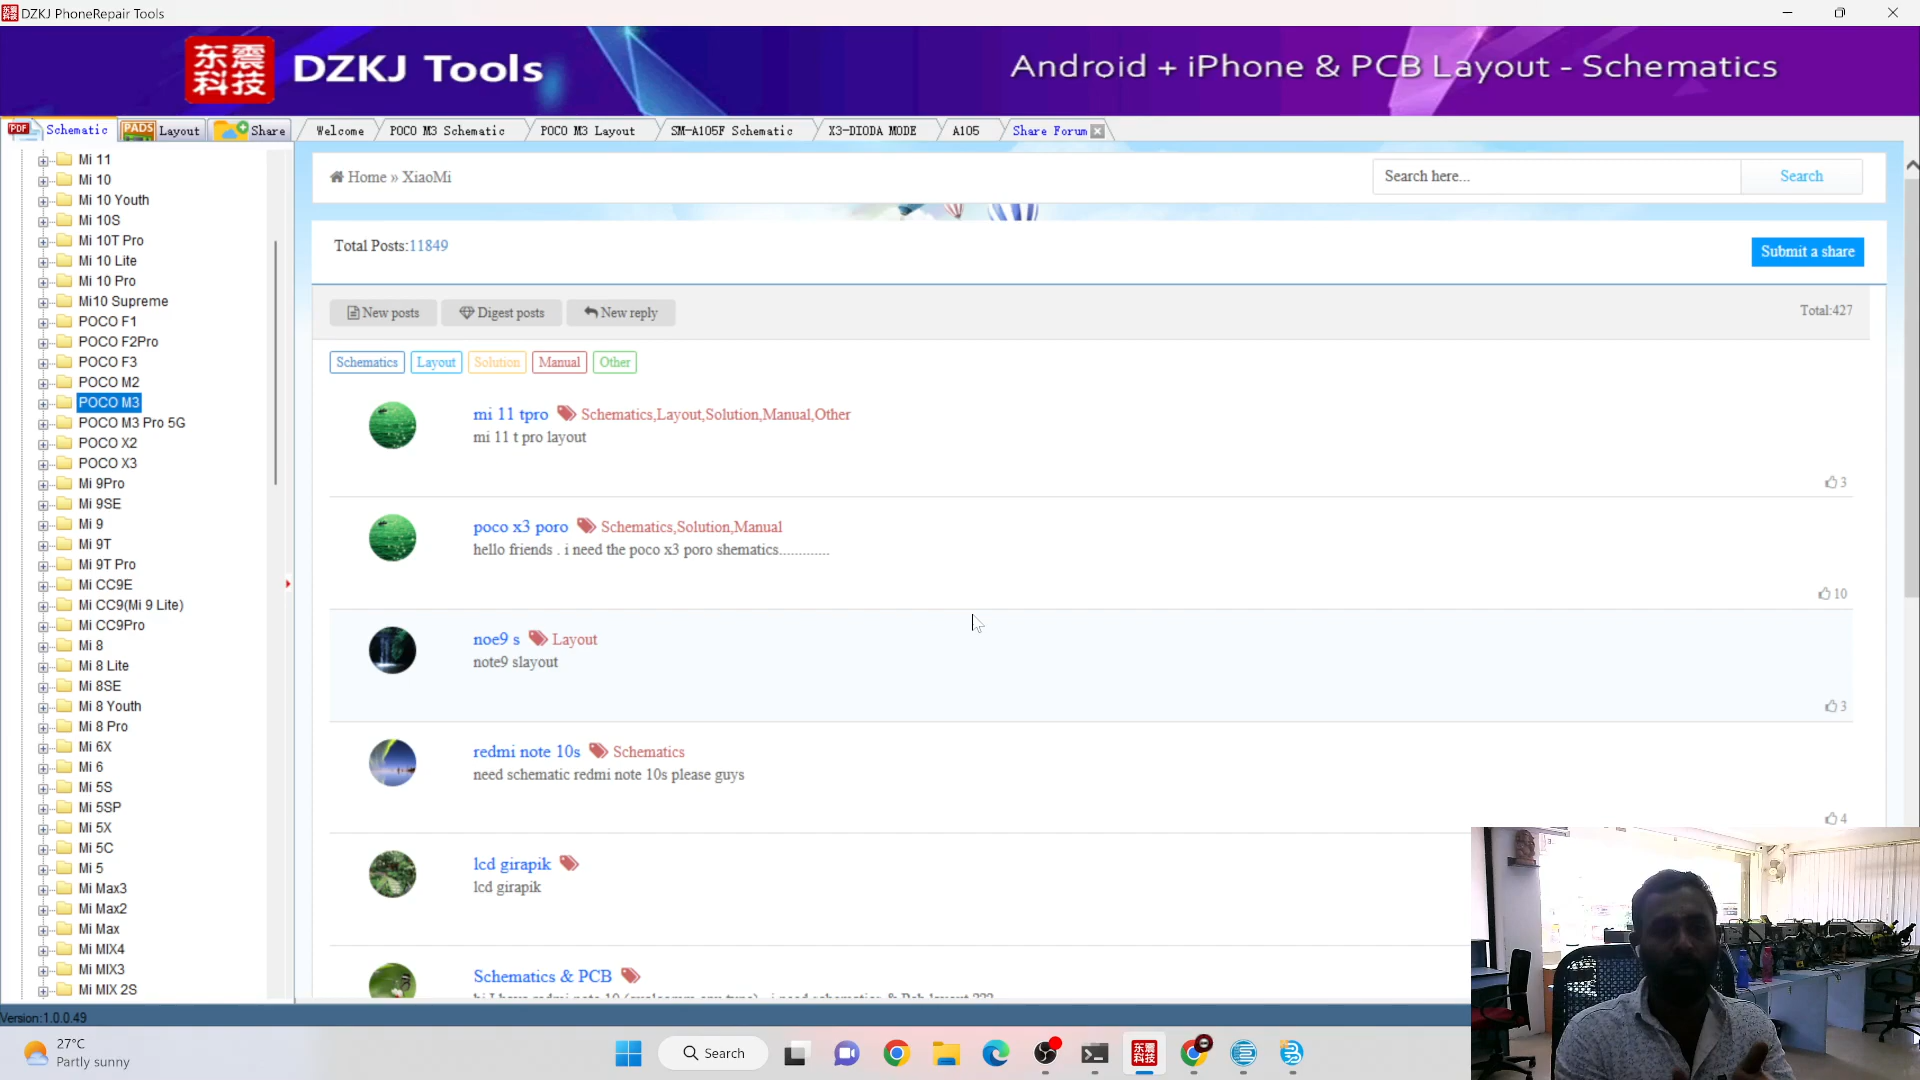 DZKJ PhoneRepair Tools
东震
科技
DZKJ Tools
Android + iPhone & PCB Layout - Schematics
PDF Schematic
PADS Layout
Share
Welcome
POCO M3 Schematic
POCO M3 Layout
SM-A105F Schematic
X3-DIODA MODE
A105
Share Forum
Mi 11
Mi 10
Mi 10 Youth
Mi 10S
Mi 10T Pro
Mi 10 Lite
Mi 10 Pro
Mi10 Supreme
POCO F1
POCO F2Pro
POCO F3
POCO M2
POCO M3
POCO M3 Pro 5G
POCO X2
POCO X3
Mi 9Pro
Mi 9SE
Mi 9
Mi 9T
Mi 9T Pro
Mi CC9E
Mi CC9(Mi 9 Lite)
Mi CC9Pro
Mi 8
Mi 8 Lite
Mi 8SE
Mi 8 Youth
Mi 8 Pro
Mi 6X
Mi 6
Mi 5S
Mi 5SP
Mi 5X
Mi 5C
Mi 5
Mi Max3
Mi Max2
Mi Max
Mi MIX4
Mi MIX3
Mi MIX 2S
Home » XiaoMi
Search here...
Search
Total Posts:11849
Submit a share
New posts
Digest posts
New reply
Total:427
Schematics
Layout
Solution
Manual
Other
mi 11 tpro Schematics,Layout,Solution,Manual,Other
mi 11 t pro layout
3
poco x3 poro Schematics,Solution,Manual
hello friends . i need the poco x3 poro shematics.............
10
noe9 s Layout
note9 slayout
3
redmi note 10s Schematics
need schematic redmi note 10s please guys
4
lcd girapik
lcd girapik
Schematics & PCB
Version:1.0.0.49
27°C
Partly sunny
Search
东震
科技